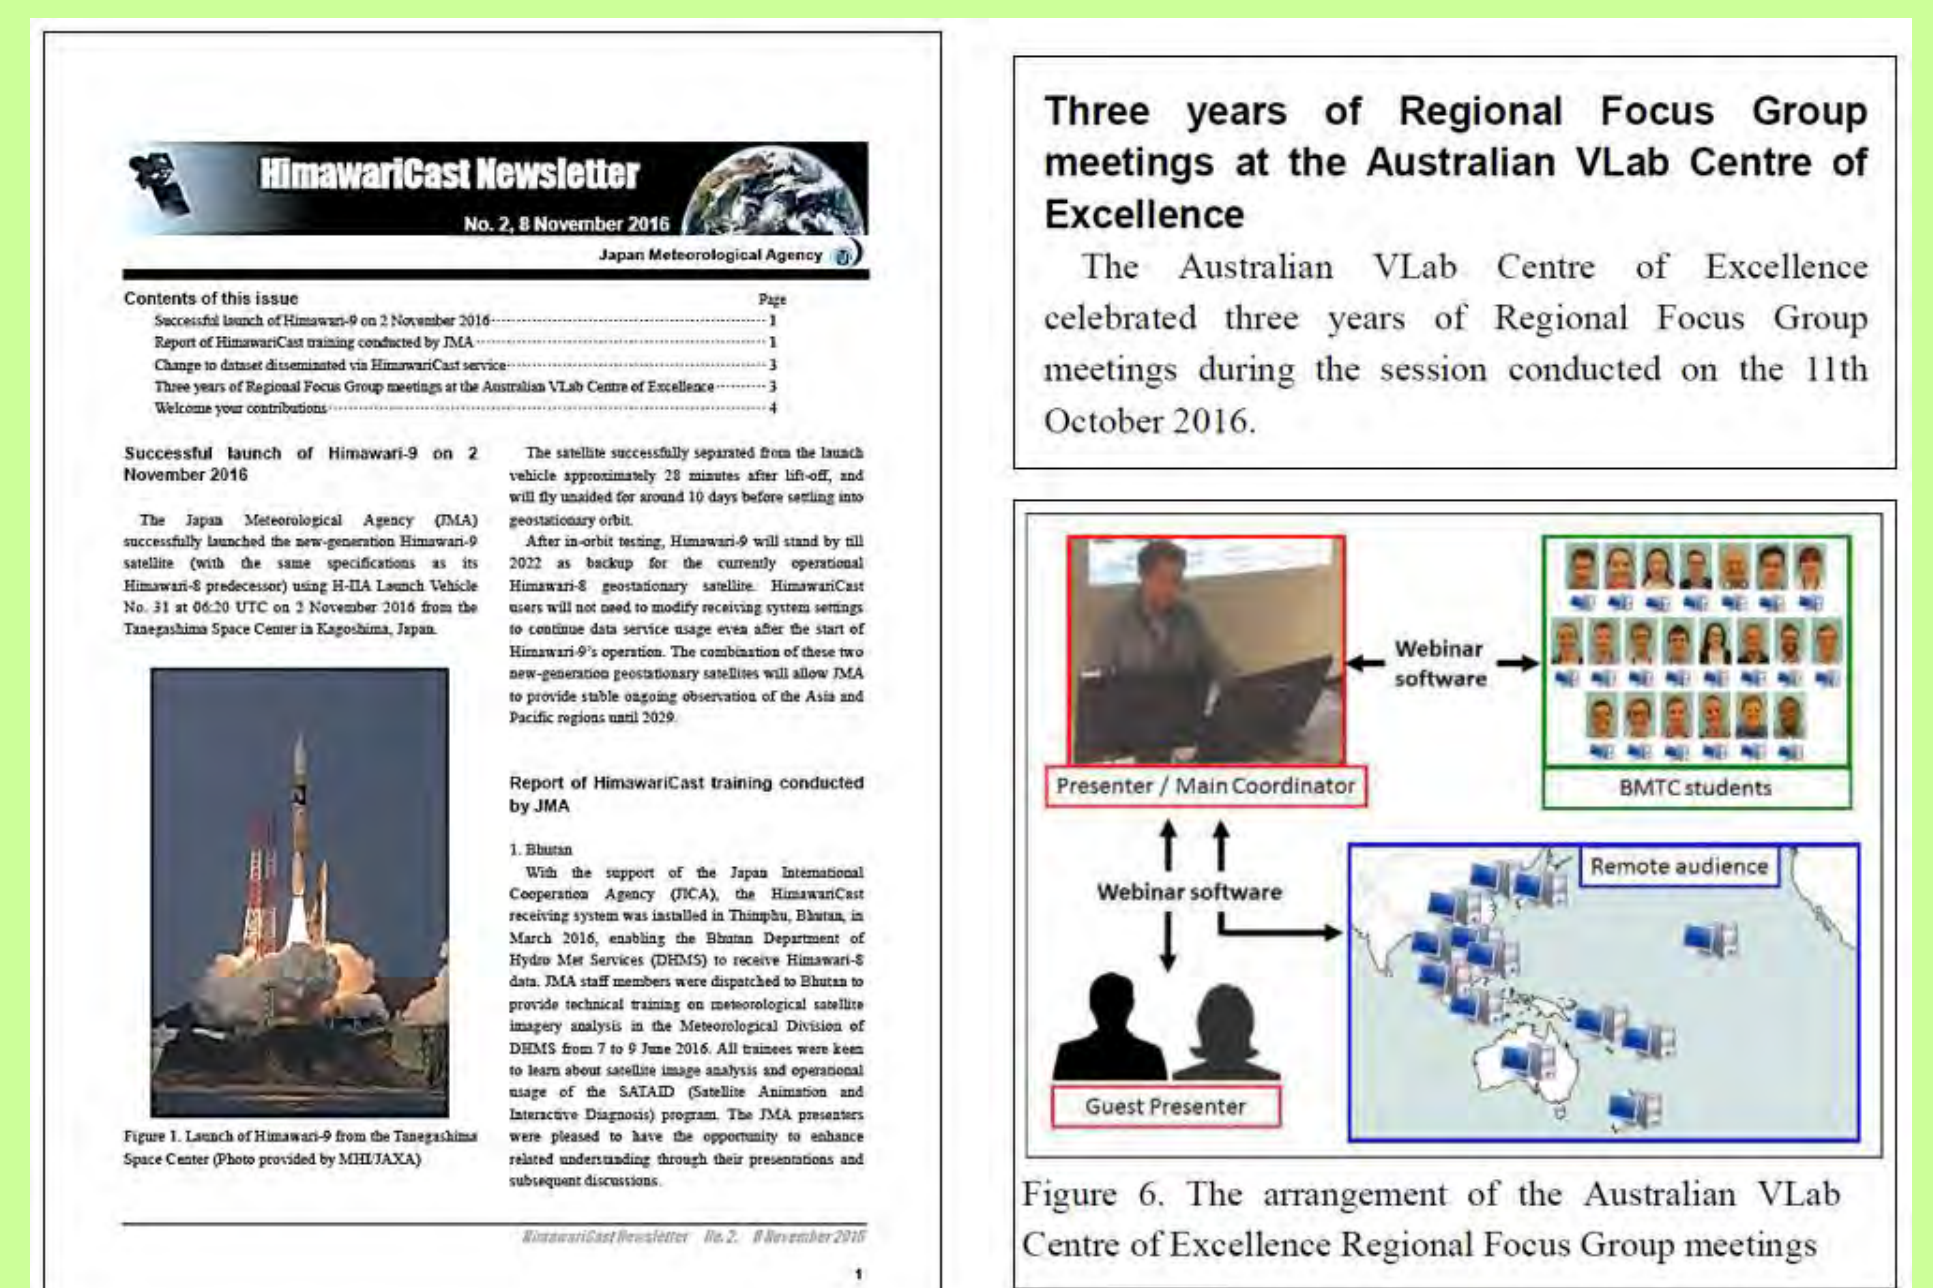 HimawariCast Newsletter
No. 2, 8 November 2016
Japan Meteorological Agency
Contents of this issue Page
Successful launch of Himawari-9 on 2 November 2016 1
Report of HimawariCast training conducted by JMA 1
Change to dataset disseminated via HimawariCast service 3
Three years of Regional Focus Group meetings at the Australian VLab Centre of Excellence 3
Welcome your contributions 4
Successful launch of Himawari-9 on 2
November 2016
The Japan Meteorological Agency (JMA)
successfully launched the new-generation Himawari-9
satellite (with the same specifications as its
Himawari-8 predecessor) using H-IIA Launch Vehicle
No. 31 at 06:20 UTC on 2 November 2016 from the
Tanegashima Space Center in Kagoshima, Japan.
Figure 1. Launch of Himawari-9 from the Tanegashima
Space Center (Photo provided by MHI/JAXA)
The satellite successfully separated from the launch
vehicle approximately 28 minutes after lift-off, and
will fly unaided for around 10 days before settling into
geostationary orbit.
After in-orbit testing, Himawari-9 will stand by till
2022 as backup for the currently operational
Himawari-8 geostationary satellite. HimawariCast
users will not need to modify receiving system settings
to continue data service usage even after the start of
Himawari-9's operation. The combination of these two
new-generation geostationary satellites will allow JMA
to provide stable ongoing observation of the Asia and
Pacific regions until 2029.
Report of HimawariCast training conducted
by JMA
1. Bhutan
With the support of the Japan International
Cooperation Agency (JICA), the HimawariCast
receiving system was installed in Thimphu, Bhutan, in
March 2016, enabling the Bhutan Department of
Hydro Met Services (DHMS) to receive Himawari-8
data. JMA staff members were dispatched to Bhutan to
provide technical training on meteorological satellite
imagery analysis in the Meteorological Division of
DHMS from 7 to 9 June 2016. All trainees were keen
to learn about satellite image analysis and operational
usage of the SATAID (Satellite Animation and
Interactive Diagnosis) program. The JMA presenters
were pleased to have the opportunity to enhance
related understanding through their presentations and
subsequent discussions.
HimawariCast Newsletter No. 2, 8 November 2016
1
Three years of Regional Focus Group
meetings at the Australian VLab Centre of
Excellence
The Australian VLab Centre of Excellence
celebrated three years of Regional Focus Group
meetings during the session conducted on the 11th
October 2016.
Webinar
software
Presenter / Main Coordinator
BMTC students
Webinar software
Remote audience
Guest Presenter
Figure 6. The arrangement of the Australian VLab
Centre of Excellence Regional Focus Group meetings